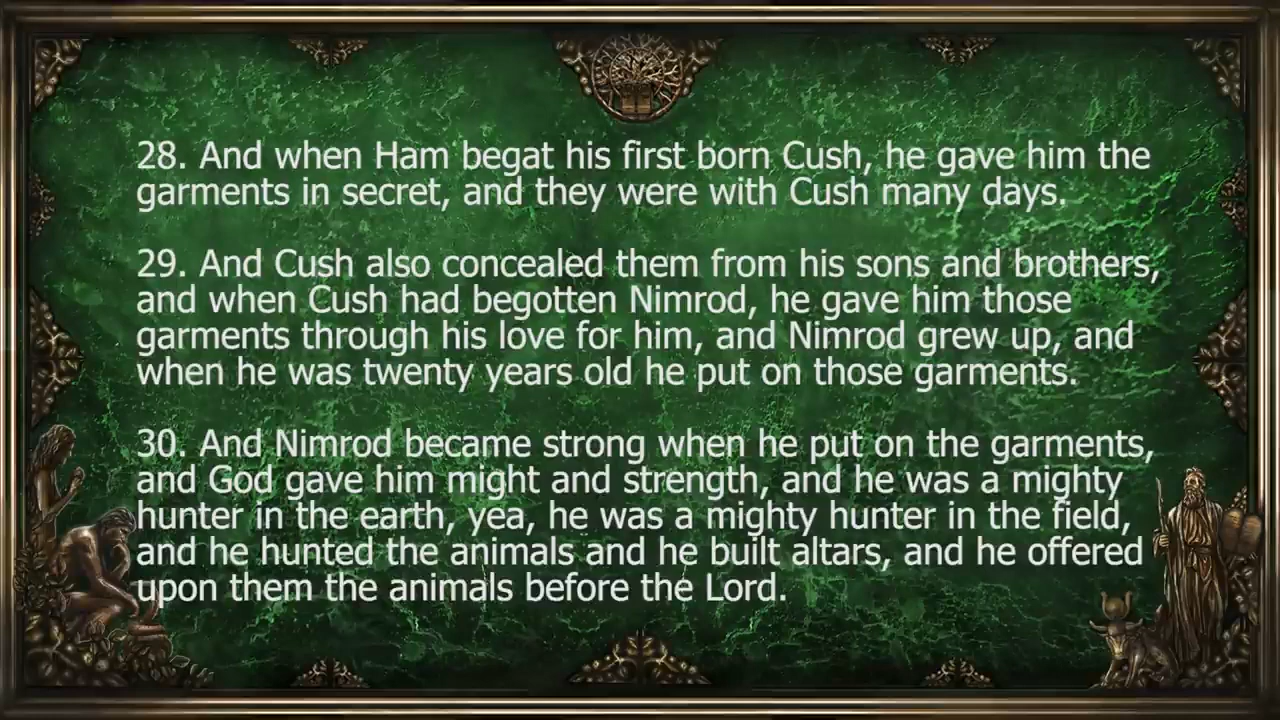 28. And when Ham begat his first born Cush, he gave him the
garments in secret, and they were with Cush many days.
29. And Cush also concealed them from his sons and brothers,
and when Cush had begotten Nimrod, he gave him those
garments through his love for him, and Nimrod grew up, and
when he was twenty years old he put on those garments.
30. And Nimrod became strong when he put on the garments,
and God gave him might and strength, and he was a mighty
hunter in the earth, yea, he was a mighty hunter in the field,
and he hunted the animals and he built altars, and he offered
upon them the animals before the Lord.